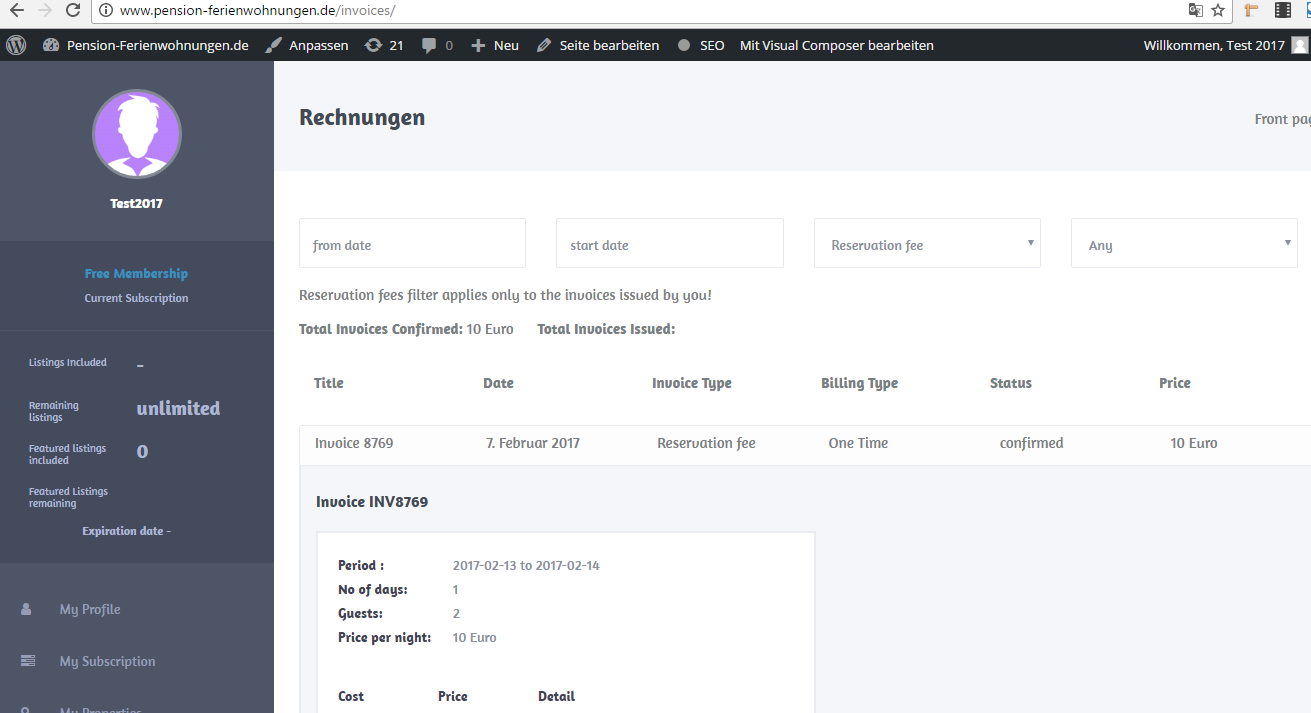 www.pension-ferienwohnungen.de/invoices/
Pension-Ferienwohnungen.de Anpassen 21 0 Neu Seite bearbeiten SEO Mit Visual Composer bearbeiten Willkommen, Test 2017
Test2017
Free Membership
Current Subscription
Listings Included -
Remaining listings unlimited
Featured listings included 0
Featured Listings remaining
Expiration date -
My Profile
My Subscription
My Properties
Rechnungen
Front pag
from date start date Reservation fee Any
Reservation fees filter applies only to the invoices issued by you!
Total Invoices Confirmed: 10 Euro Total Invoices Issued:
Title Date Invoice Type Billing Type Status Price
Invoice 8769 7. Februar 2017 Reservation fee One Time confirmed 10 Euro
Invoice INV8769
Period : 2017-02-13 to 2017-02-14
No of days: 1
Guests: 2
Price per night: 10 Euro
Cost Price Detail